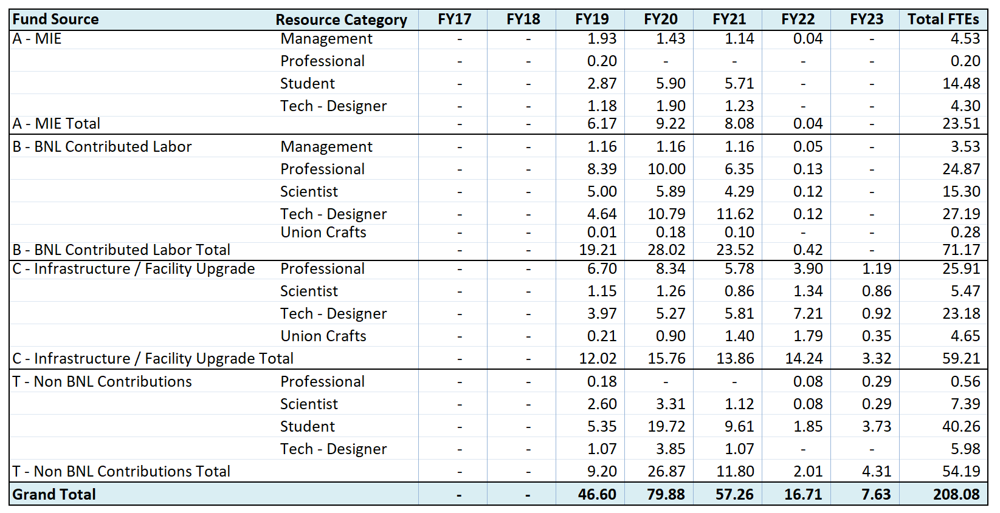 Fund Source Resource Category FY17 FY18 FY19 FY20 FY21 FY22 FY23 Total FTEs
A - MIE Management - - 1.93 1.43 1.14 0.04 - 4.53
Professional - - 0.20 - - - - 0.20
Student - - 2.87 5.90 5.71 - - 14.48
Tech - Designer - - 1.18 1.90 1.23 - - 4.30
A - MIE Total - - 6.17 9.22 8.08 0.04 - 23.51
B - BNL Contributed Labor Management - - 1.16 1.16 1.16 0.05 - 3.53
Professional - - 8.39 10.00 6.35 0.13 - 24.87
Scientist - - 5.00 5.89 4.29 0.12 - 15.30
Tech - Designer - - 4.64 10.79 11.62 0.12 - 27.19
Union Crafts - - 0.01 0.18 0.10 - - 0.28
B - BNL Contributed Labor Total - - 19.21 28.02 23.52 0.42 - 71.17
C - Infrastructure / Facility Upgrade Professional - - 6.70 8.34 5.78 3.90 1.19 25.91
Scientist - - 1.15 1.26 0.86 1.34 0.86 5.47
Tech - Designer - - 3.97 5.27 5.81 7.21 0.92 23.18
Union Crafts - - 0.21 0.90 1.40 1.79 0.35 4.65
C - Infrastructure / Facility Upgrade Total - - 12.02 15.76 13.86 14.24 3.32 59.21
T - Non BNL Contributions Professional - - 0.18 - - 0.08 0.29 0.56
Scientist - - 2.60 3.31 1.12 0.08 0.29 7.39
Student - - 5.35 19.72 9.61 1.85 3.73 40.26
Tech - Designer - - 1.07 3.85 1.07 - - 5.98
T - Non BNL Contributions Total - - 9.20 26.87 11.80 2.01 4.31 54.19
Grand Total - - 46.60 79.88 57.26 16.71 7.63 208.08